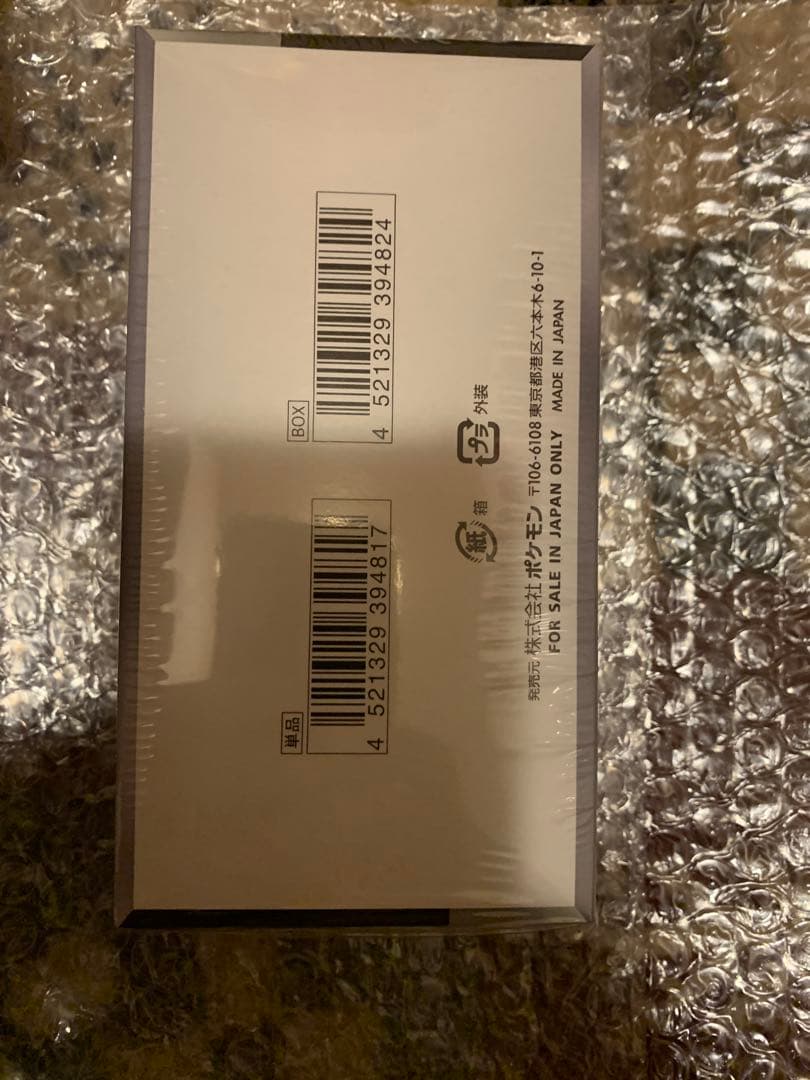 単品
4 521329 394817
BOX
4 521329 394824
紙 箱
プラ 外装
発売元 株式会社 ポケモン 〒106-6108 東京都港区六本木6-10-1
FOR SALE IN JAPAN ONLY MADE IN JAPAN